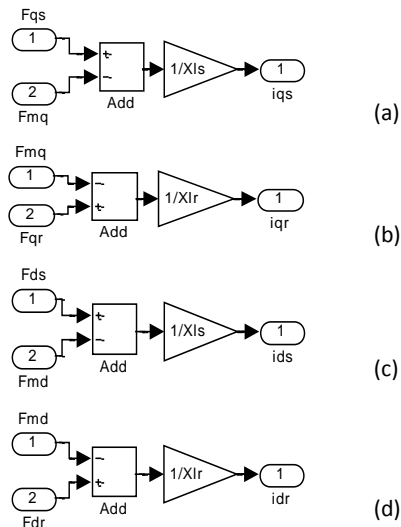 Fqs
1
+
−
2
Fmq
Add
1/Xls
1
iqs
(a)
Fmq
1
−
+
2
Fqr
Add
1/Xlr
1
iqr
(b)
Fds
1
+
−
2
Fmd
Add
1/Xls
1
ids
(c)
Fmd
1
−
+
2
Fdr
Add
1/Xlr
1
idr
(d)